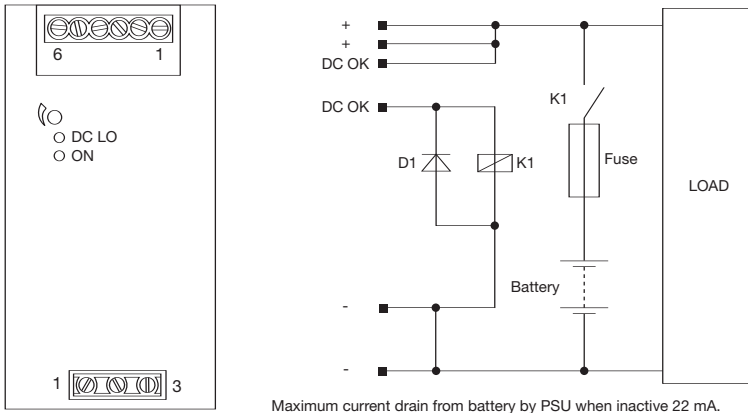 6 1
DC LO
ON
1 3
+
+
DC OK
DC OK
D1
K1
K1
Fuse
Battery
LOAD
-
-
Maximum current drain from battery by PSU when inactive 22 mA.